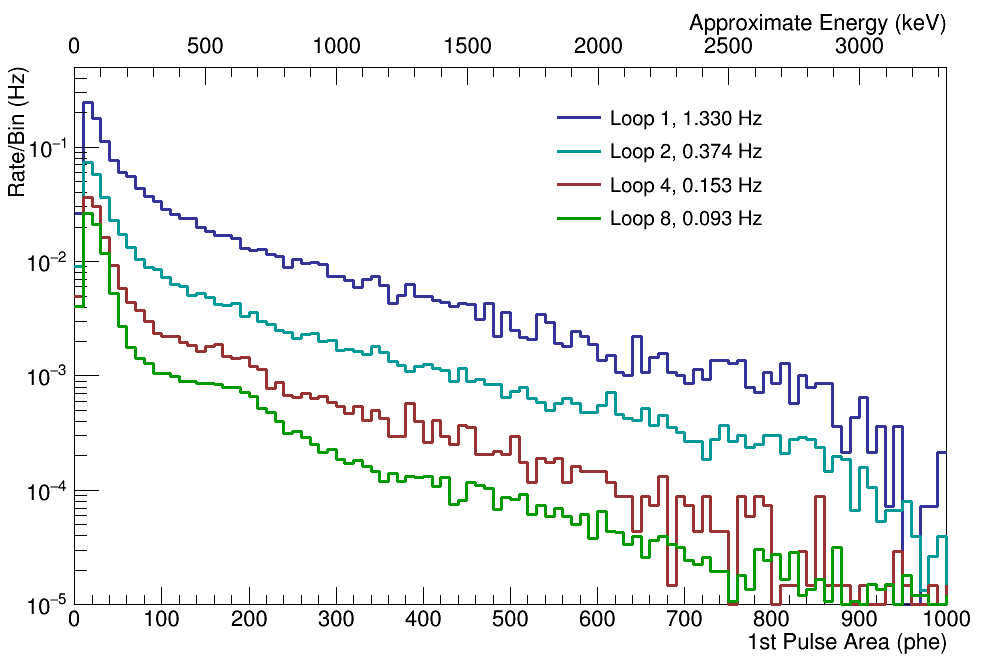 Approximate Energy (keV)
0 500 1000 1500 2000 2500 3000
Rate/Bin (Hz)
Loop 1, 1.330 Hz
Loop 2, 0.374 Hz
Loop 4, 0.153 Hz
Loop 8, 0.093 Hz
10⁻¹
10⁻²
10⁻³
10⁻⁴
10⁻⁵
0 100 200 300 400 500 600 700 800 900 1000
1st Pulse Area (phe)